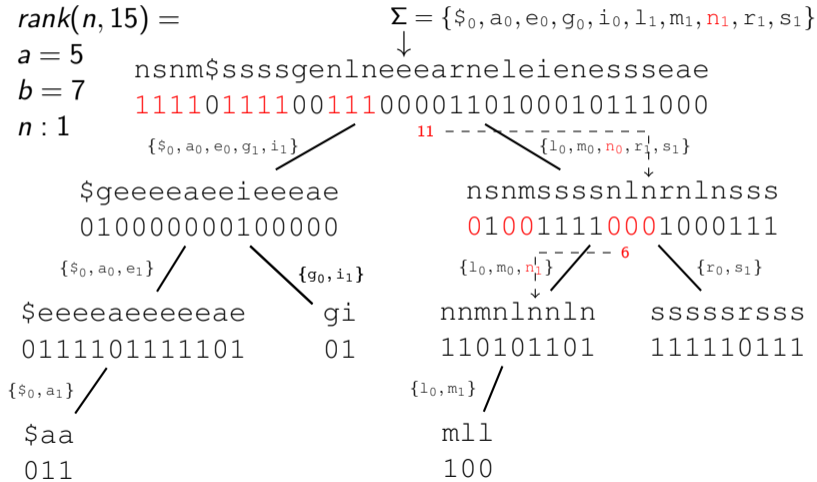 rank(n, 15) =
Σ = {$₀, a₀, e₀, g₀, i₀, l₁, m₁, n₁, r₁, s₁}
a = 5
b = 7
n : 1
nsnm$ssssgenlneeearneleienessseae
111101111001110000110100010111000
11
{$₀, a₀, e₀, g₁, i₁}
{l₀, m₀, n₀, r₁, s₁}
$geeeeaeeieeeae
nsnmssssnlnrnlnsss
010000000100000
010011110001000111
6
{$₀, a₀, e₁}
{g₀, i₁}
{l₀, m₀, n₁}
{r₀, s₁}
$eeeeaeeeeeeae
gi
nnmnlnnln
sssssrsss
0111101111101
01
110101101
111110111
{$₀, a₁}
{l₀, m₁}
$aa
mll
011
100